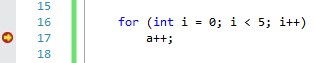 15
16 for (int i = 0; i < 5; i++)
17 a++;
18